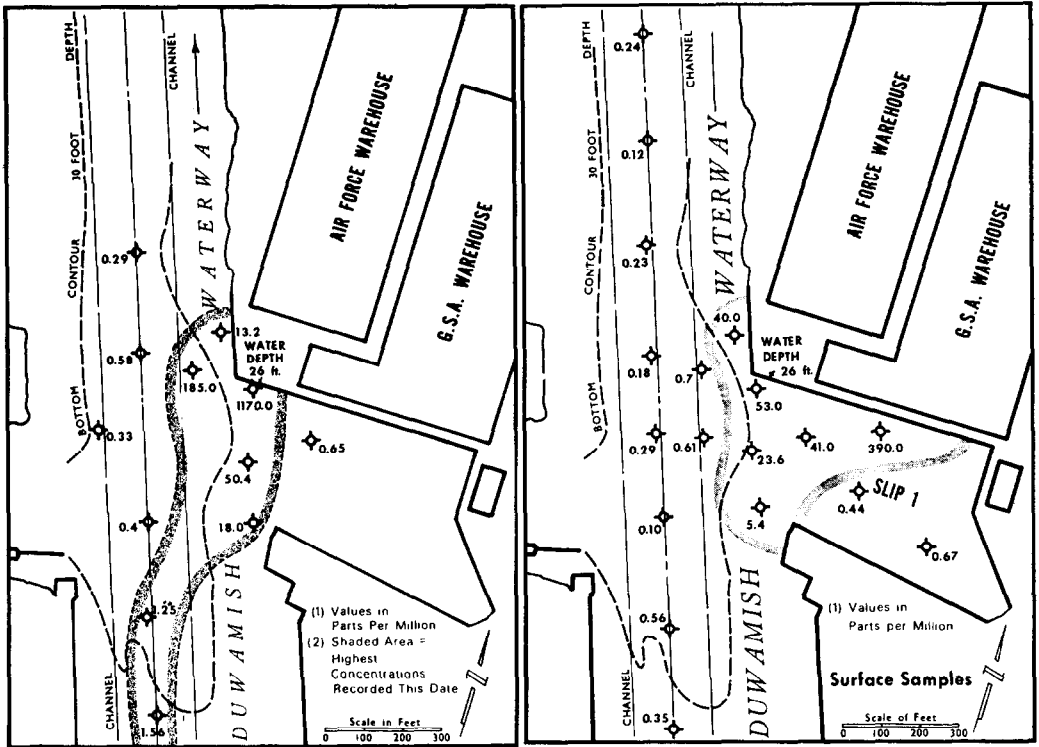 DEPTH
10 FOOT
CONTOUR
BOTTOM
CHANNEL
WATERWAY
AIR FORCE WAREHOUSE
G.S.A. WAREHOUSE
0.29
13.2
0.58
WATER
DEPTH
26 ft.
185.0
1170.0
0.33
0.65
50.4
0.4
18.0
1.25
1.56
CHANNEL
DUWAMISH
(1) Values in
Parts Per Million
(2) Shaded Area =
Highest
Concentrations
Recorded This Date
N
Scale in Feet
0 100 200 300
DEPTH
10 FOOT
CONTOUR
BOTTOM
CHANNEL
WATERWAY
AIR FORCE WAREHOUSE
G.S.A. WAREHOUSE
0.24
0.12
0.23
40.0
WATER
DEPTH
26 ft.
0.18
0.7
53.0
0.29
0.61
23.6
41.0
390.0
SLIP 1
0.44
5.4
0.10
0.67
0.56
0.35
CHANNEL
DUWAMISH
(1) Values in
Parts per Million
Surface Samples
N
Scale of Feet
0 100 200 300